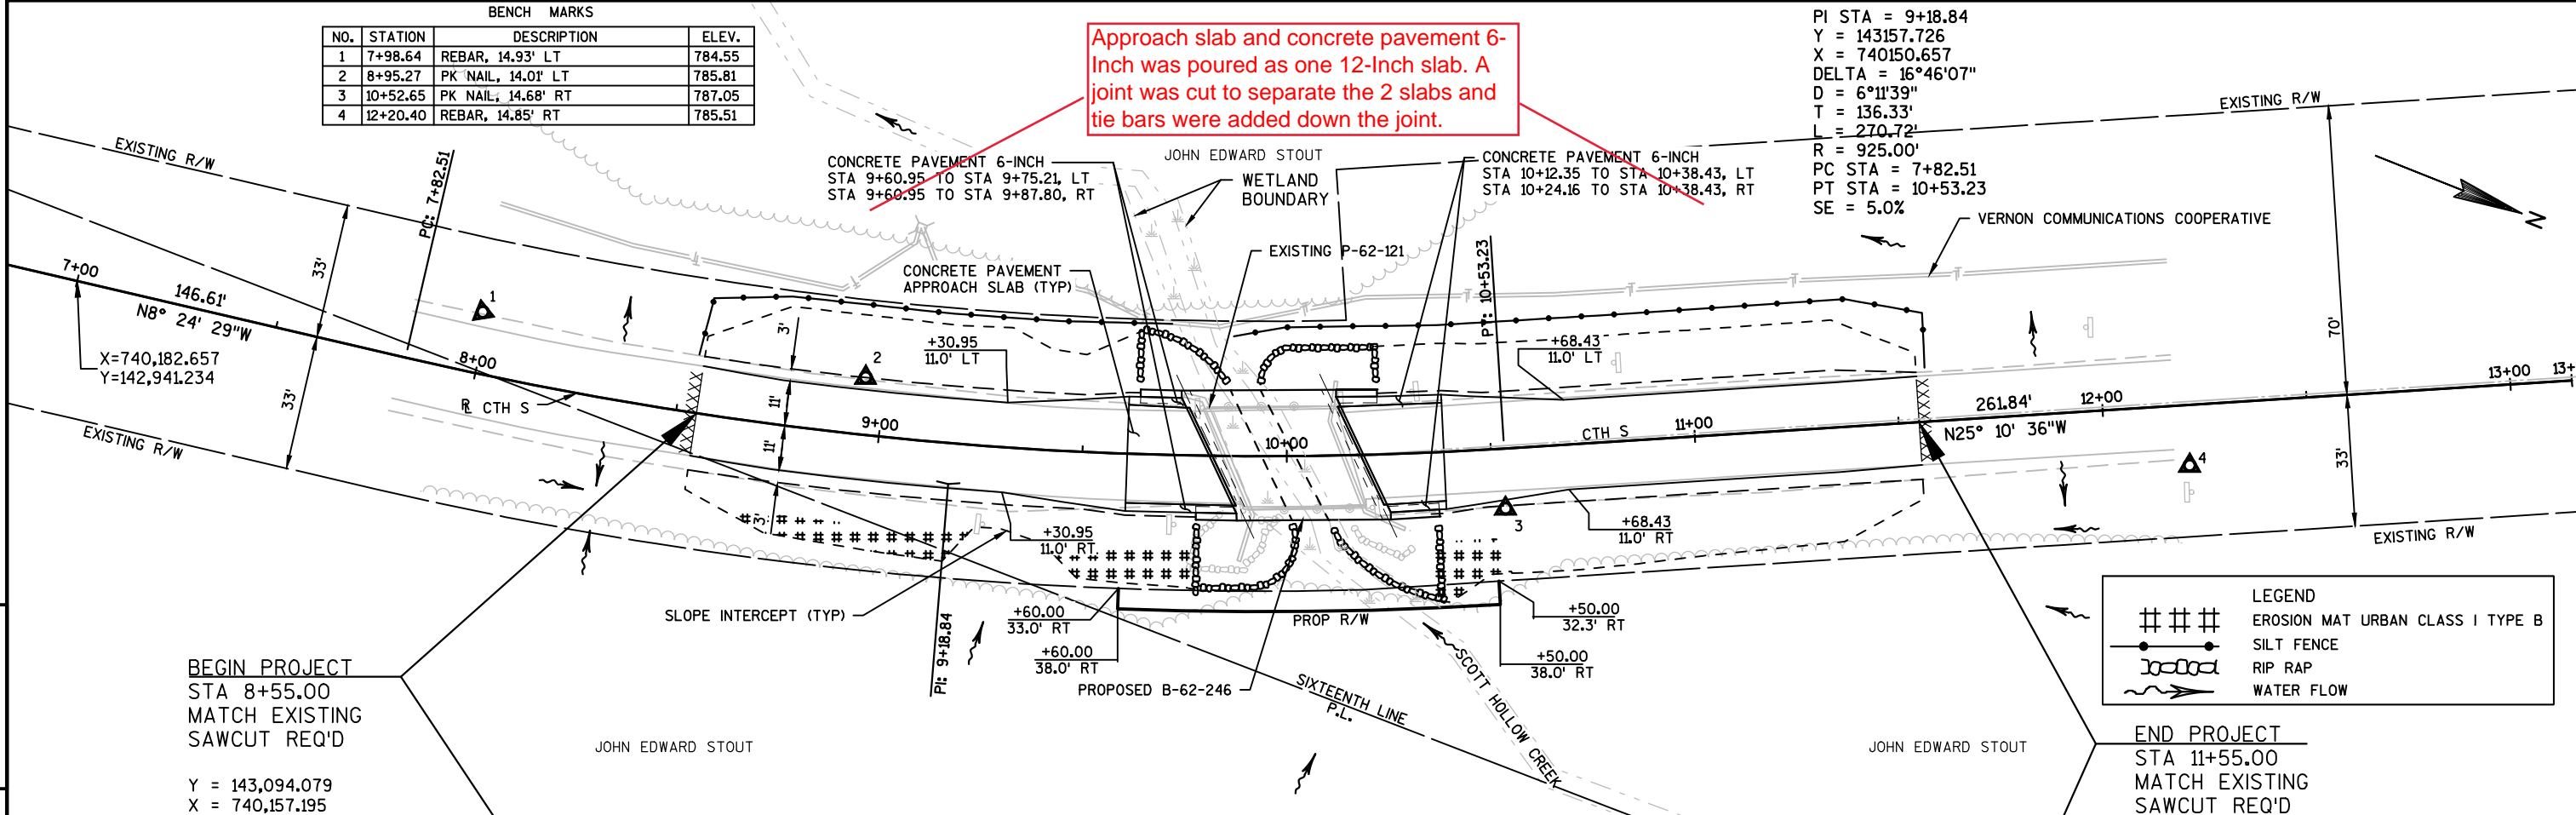 BENCH MARKS
NO. STATION DESCRIPTION ELEV.
1 7+98.64 REBAR, 14.93' LT 784.55
2 8+95.27 PK NAIL, 14.01' LT 785.81
3 10+52.65 PK NAIL, 14.68' RT 787.05
4 12+20.40 REBAR, 14.85' RT 785.51
Approach slab and concrete pavement 6-
Inch was poured as one 12-Inch slab. A
joint was cut to separate the 2 slabs and
tie bars were added down the joint.
PI STA = 9+18.84
Y = 143157.726
X = 740150.657
DELTA = 16°46'07"
D = 6°11'39"
T = 136.33'
L = 270.72'
R = 925.00'
PC STA = 7+82.51
PT STA = 10+53.23
SE = 5.0%
EXISTING R/W
EXISTING R/W
PC: 7+82.51
CONCRETE PAVEMENT 6-INCH
STA 9+60.95 TO STA 9+75.21, LT
STA 9+60.95 TO STA 9+87.80, RT
JOHN EDWARD STOUT
WETLAND
BOUNDARY
CONCRETE PAVEMENT 6-INCH
STA 10+12.35 TO STA 10+38.43, LT
STA 10+24.16 TO STA 10+38.43, RT
VERNON COMMUNICATIONS COOPERATIVE
N
EXISTING P-62-121
CONCRETE PAVEMENT
APPROACH SLAB (TYP)
PT: 10+53.23
7+00
146.61'
N8° 24' 29"W
33'
33'
X=740,182.657
Y=142,941.234
1
8+00
R/L CTH S
EXISTING R/W
2
3'
11'
11'
3'
9+00
+30.95
11.0' LT
+68.43
11.0' LT
10+00
CTH S
11+00
261.84'
12+00
N25° 10' 36"W
13+00
13+
70'
33'
4
3
+30.95
11.0' RT
+68.43
11.0' RT
EXISTING R/W
SLOPE INTERCEPT (TYP)
PI: 9+18.84
+60.00
33.0' RT
+60.00
38.0' RT
PROP R/W
+50.00
32.3' RT
+50.00
38.0' RT
PROPOSED B-62-246
SIXTEENTH LINE
P.L.
SCOTT HOLLOW CREEK
LEGEND
EROSION MAT URBAN CLASS I TYPE B
SILT FENCE
RIP RAP
WATER FLOW
BEGIN PROJECT
STA 8+55.00
MATCH EXISTING
SAWCUT REQ'D
Y = 143,094.079
X = 740,157.195
JOHN EDWARD STOUT
JOHN EDWARD STOUT
END PROJECT
STA 11+55.00
MATCH EXISTING
SAWCUT REQ'D